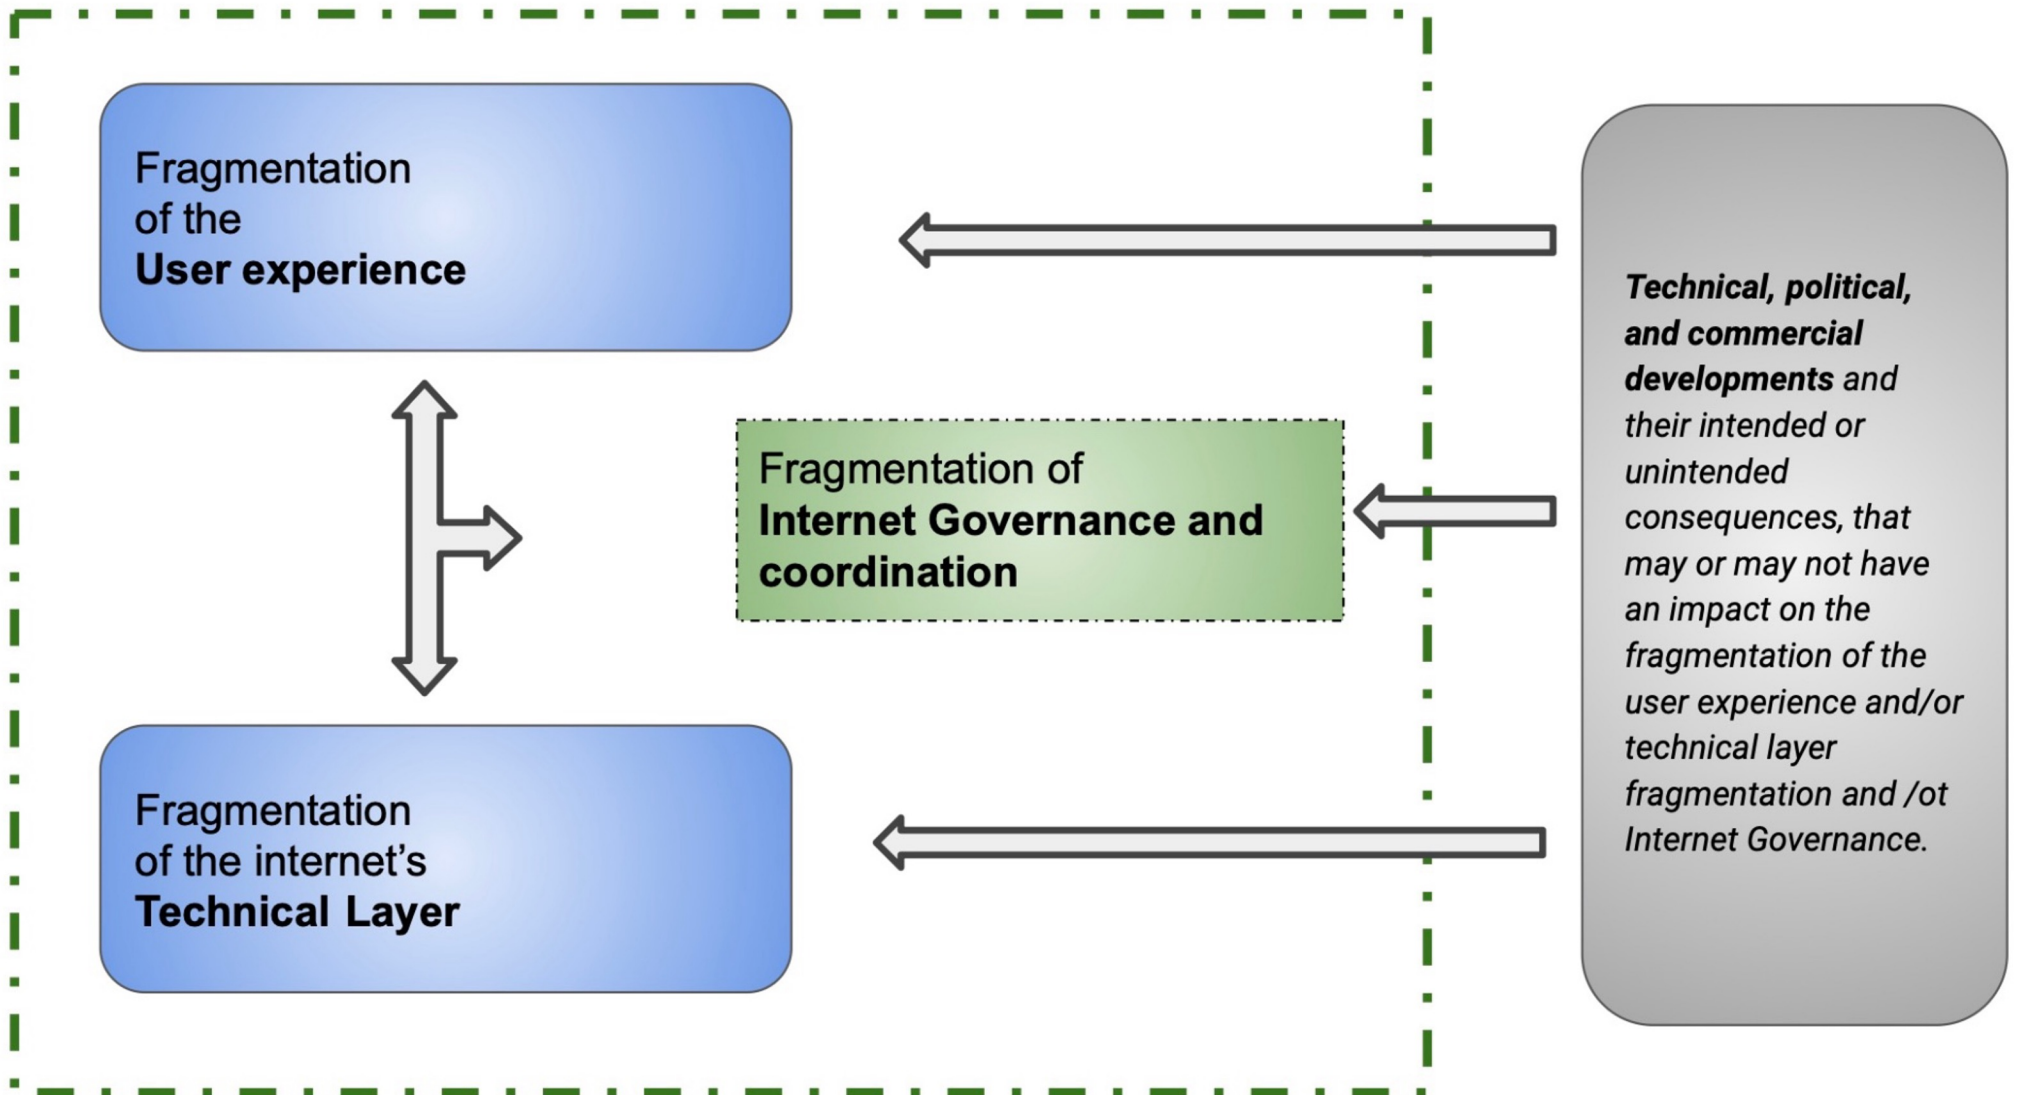 Fragmentation
of the
User experience
Fragmentation of
Internet Governance and
coordination
Fragmentation
of the internet’s
Technical Layer
Technical, political,
and commercial
developments and
their intended or
unintended
consequences, that
may or may not have
an impact on the
fragmentation of the
user experience and/or
technical layer
fragmentation and /ot
Internet Governance.